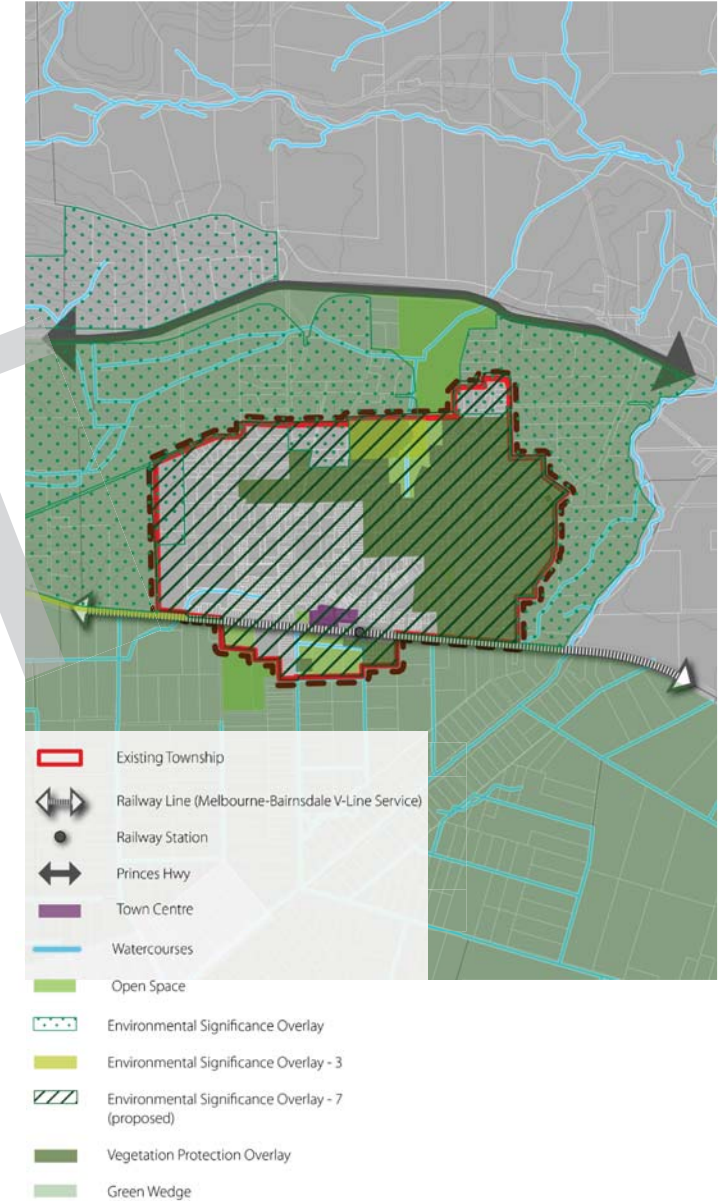 Existing Township
Railway Line (Melbourne-Bairnsdale V-Line Service)
Railway Station
Princes Hwy
Town Centre
Watercourses
Open Space
Environmental Significance Overlay
Environmental Significance Overlay - 3
Environmental Significance Overlay - 7
(proposed)
Vegetation Protection Overlay
Green Wedge